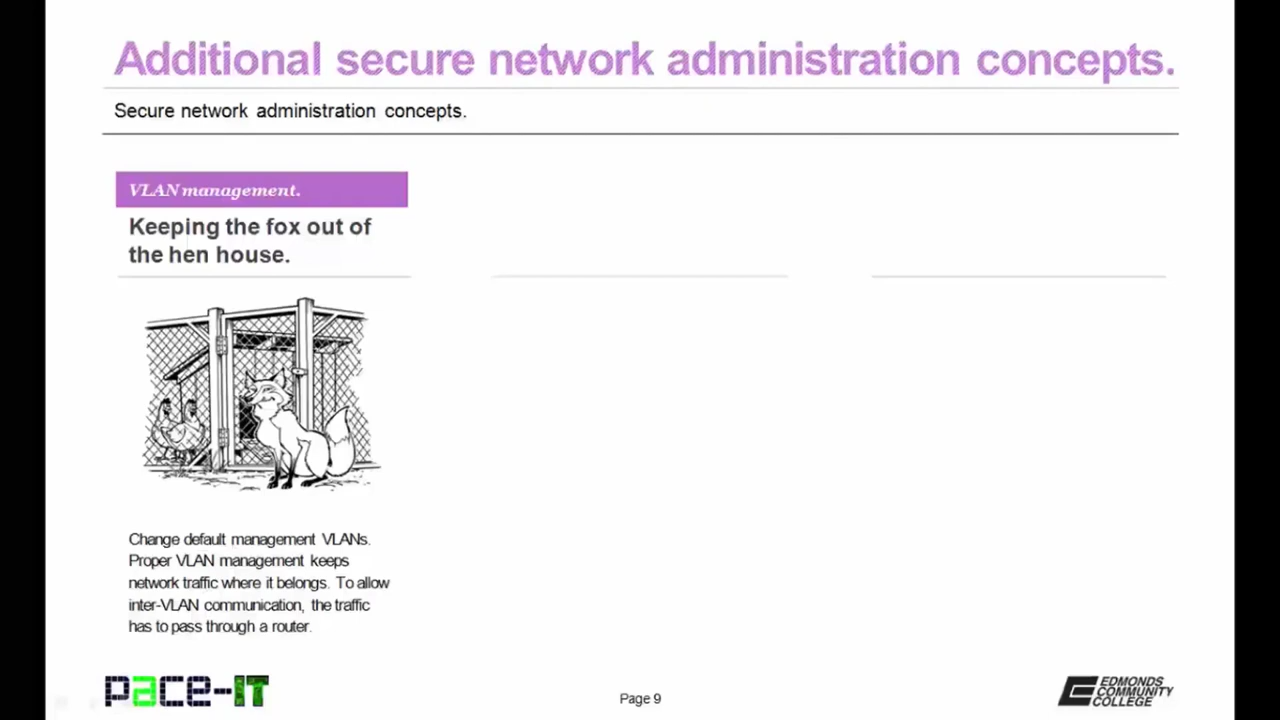 Additional secure network administration concepts.
Secure network administration concepts.
VLAN management.
Keeping the fox out of
the hen house.
Change default management VLANs.
Proper VLAN management keeps
network traffic where it belongs. To allow
inter-VLAN communication, the traffic
has to pass through a router.
pace-IT
Page 9
EDMONDS
COMMUNITY
COLLEGE